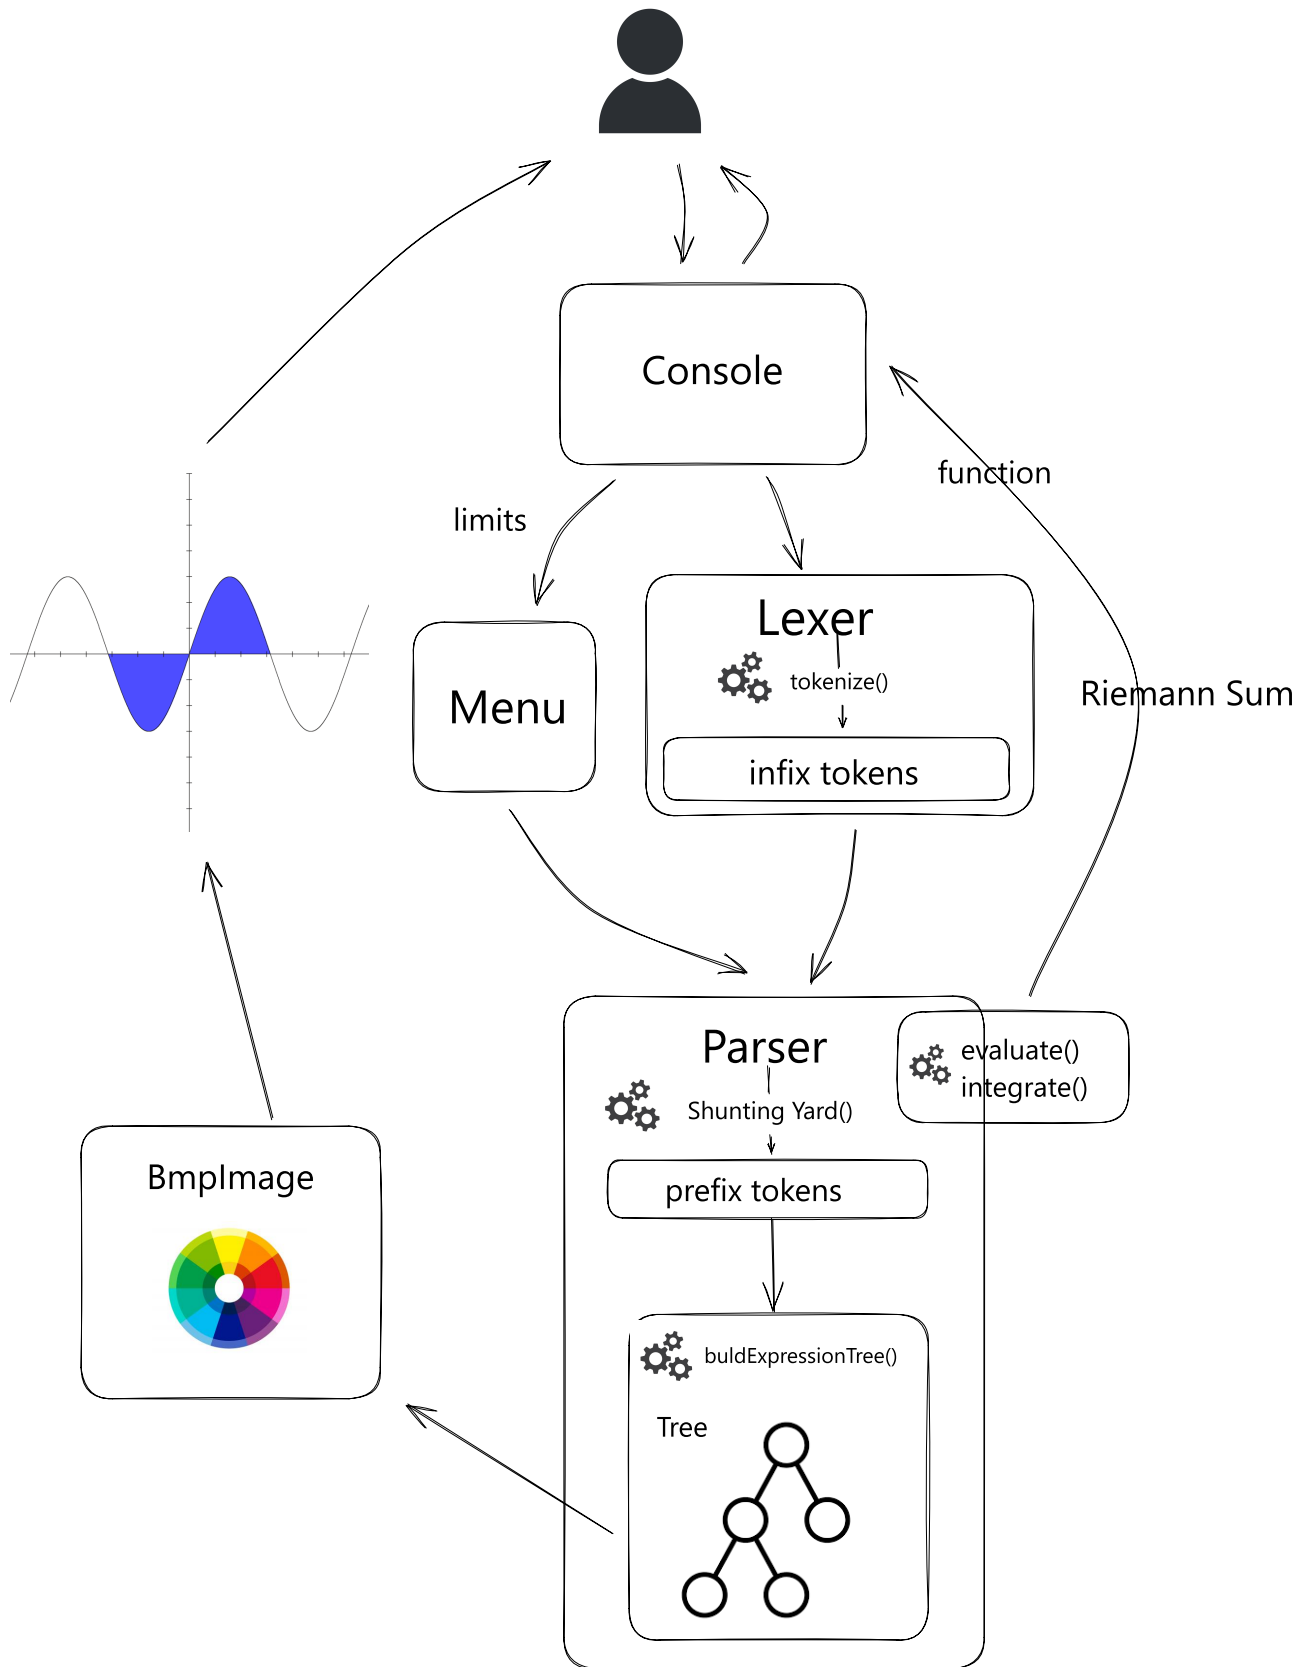 Console
limits
function
Lexer
tokenize()
infix tokens
Menu
Riemann Sum
Parser
Shunting Yard()
prefix tokens
evaluate()
integrate()
BmpImage
buldExpressionTree()
Tree